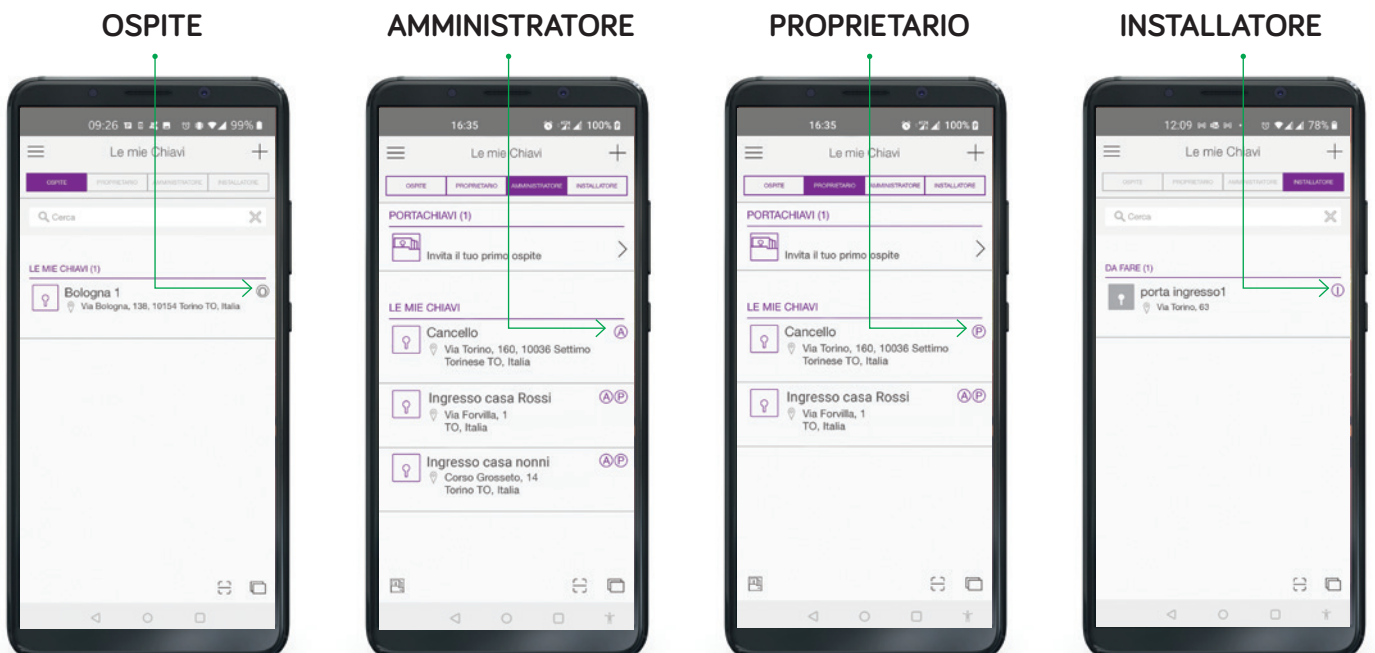 OSPITE
09:26 99%
Le mie Chiavi
OSPITE PROPRIETARIO AMMINISTRATORE INSTALLATORE
Cerca
LE MIE CHIAVI (1)
Bologna 1
O
Via Bologna, 138, 10154 Torino TO, Italia
AMMINISTRATORE
16:35 100%
Le mie Chiavi
OSPITE PROPRIETARIO AMMINISTRATORE INSTALLATORE
PORTACHIAVI (1)
Invita il tuo primo ospite
LE MIE CHIAVI
Cancello
A
Via Torino, 160, 10036 Settimo
Torinese TO, Italia
Ingresso casa Rossi
A P
Via Forvilla, 1
TO, Italia
Ingresso casa nonni
A P
Corso Grosseto, 14
Torino TO, Italia
PROPRIETARIO
16:35 100%
Le mie Chiavi
OSPITE PROPRIETARIO AMMINISTRATORE INSTALLATORE
PORTACHIAVI (1)
Invita il tuo primo ospite
LE MIE CHIAVI
Cancello
P
Via Torino, 160, 10036 Settimo
Torinese TO, Italia
Ingresso casa Rossi
A P
Via Forvilla, 1
TO, Italia
INSTALLATORE
12:09 78%
Le mie Chiavi
OSPITE PROPRIETARIO AMMINISTRATORE INSTALLATORE
Cerca
DA FARE (1)
porta ingresso1
I
Via Torino, 63